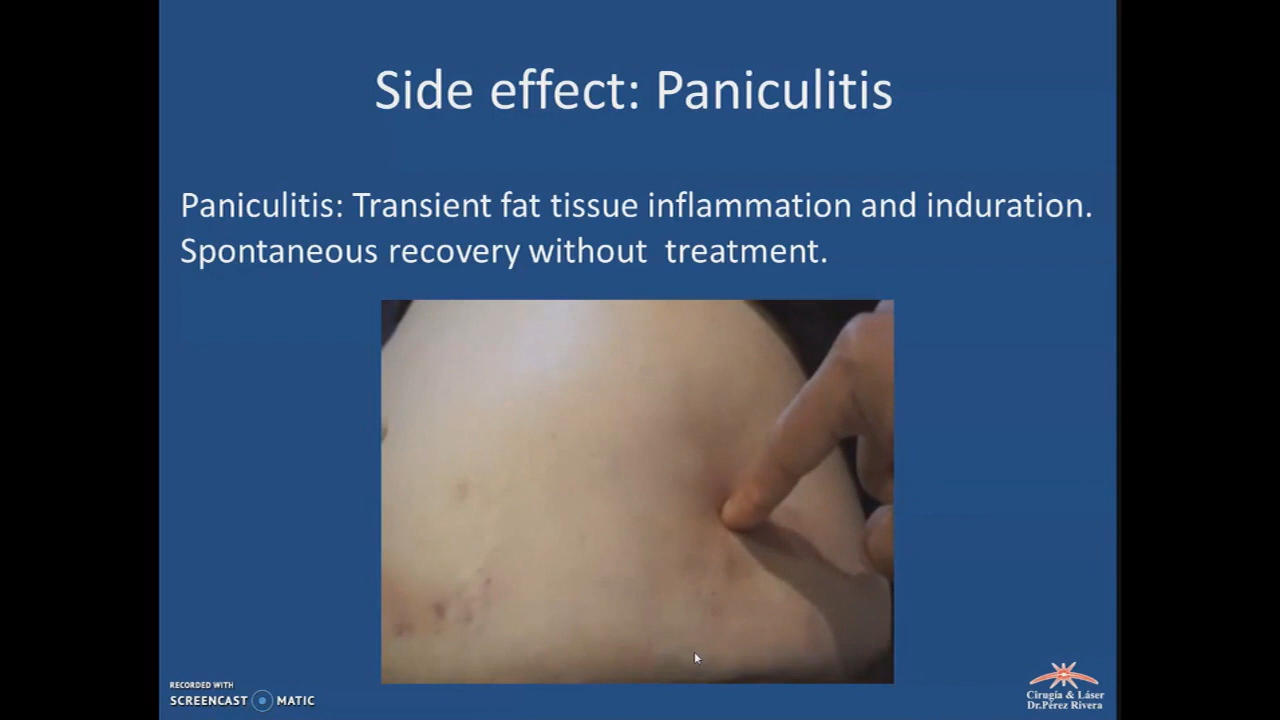 Side effect: Paniculitis
Paniculitis: Transient fat tissue inflammation and induration.
Spontaneous recovery without treatment.
RECORDED WITH
SCREENCAST MATIC
Cirugía & Láser
Dr.Pérez Rivera